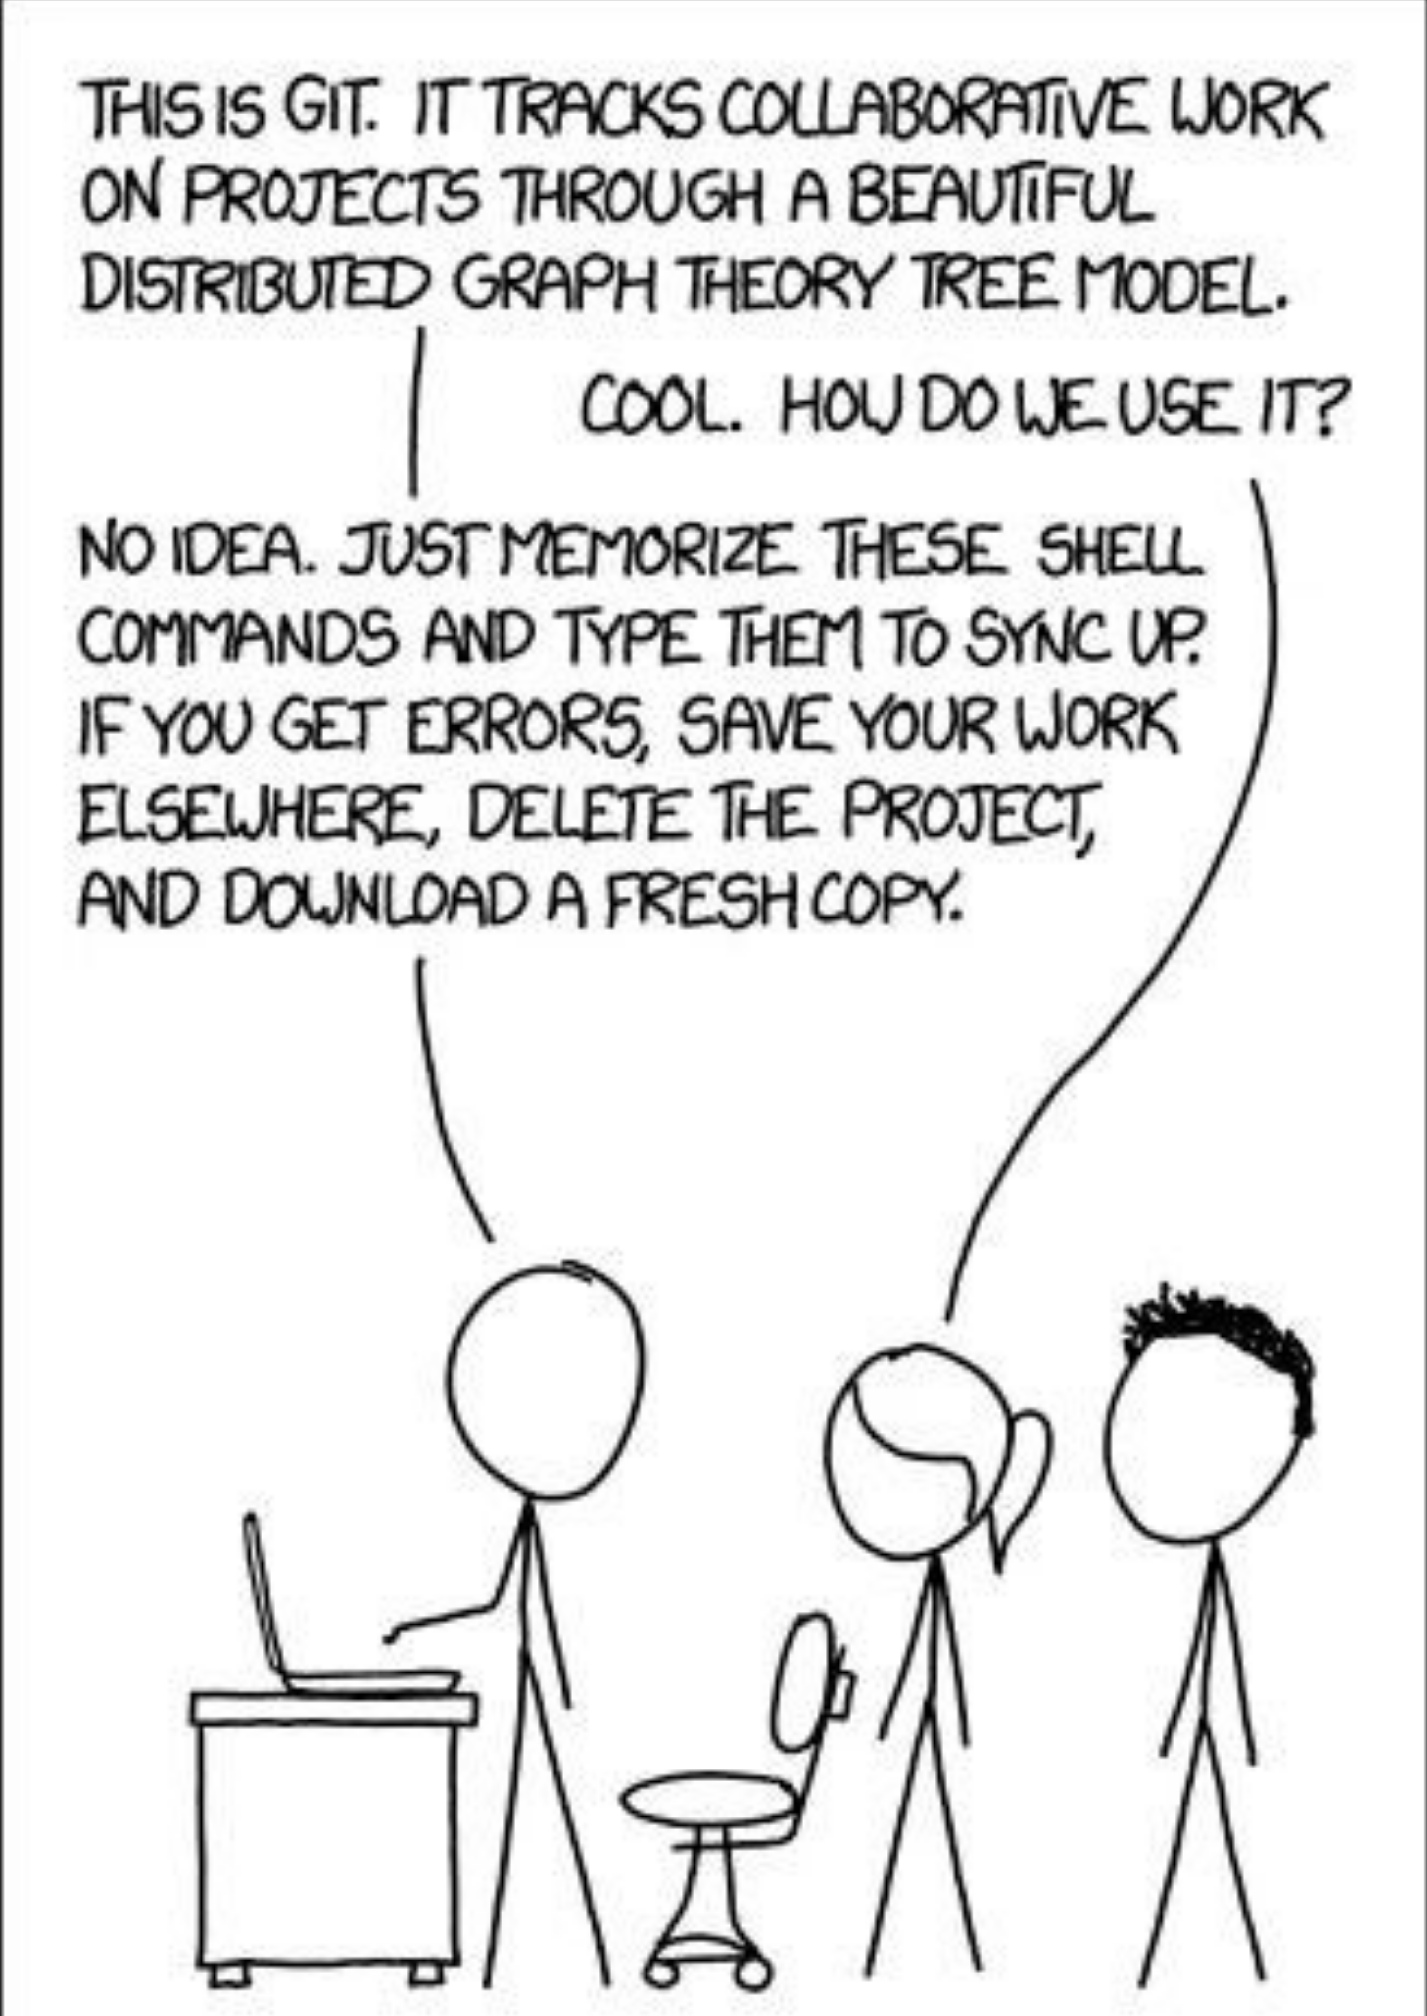 THIS IS GIT. IT TRACKS COLLABORATIVE WORK
ON PROJECTS THROUGH A BEAUTIFUL
DISTRIBUTED GRAPH THEORY TREE MODEL.
COOL. HOW DO WE USE IT?
NO IDEA. JUST MEMORIZE THESE SHELL
COMMANDS AND TYPE THEM TO SYNC UP.
IF YOU GET ERRORS, SAVE YOUR WORK
ELSEWHERE, DELETE THE PROJECT,
AND DOWNLOAD A FRESH COPY.